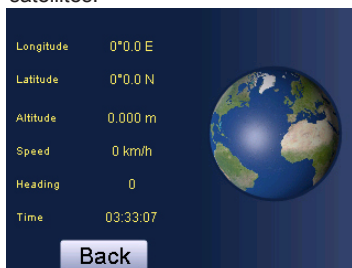 satellites.
Longitude 0°0.0 E
Latitude 0°0.0 N
Altitude 0.000 m
Speed 0 km/h
Heading 0
Time 03:33:07
Back